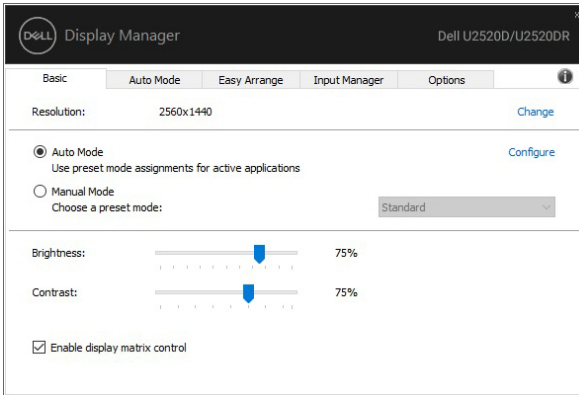 DELL Display Manager Dell U2520D/U2520DR
Basic Auto Mode Easy Arrange Input Manager Options
Resolution: 2560x1440 Change
Auto Mode Configure
Use preset mode assignments for active applications
Manual Mode
Choose a preset mode: Standard
Brightness: 75%
Contrast: 75%
Enable display matrix control